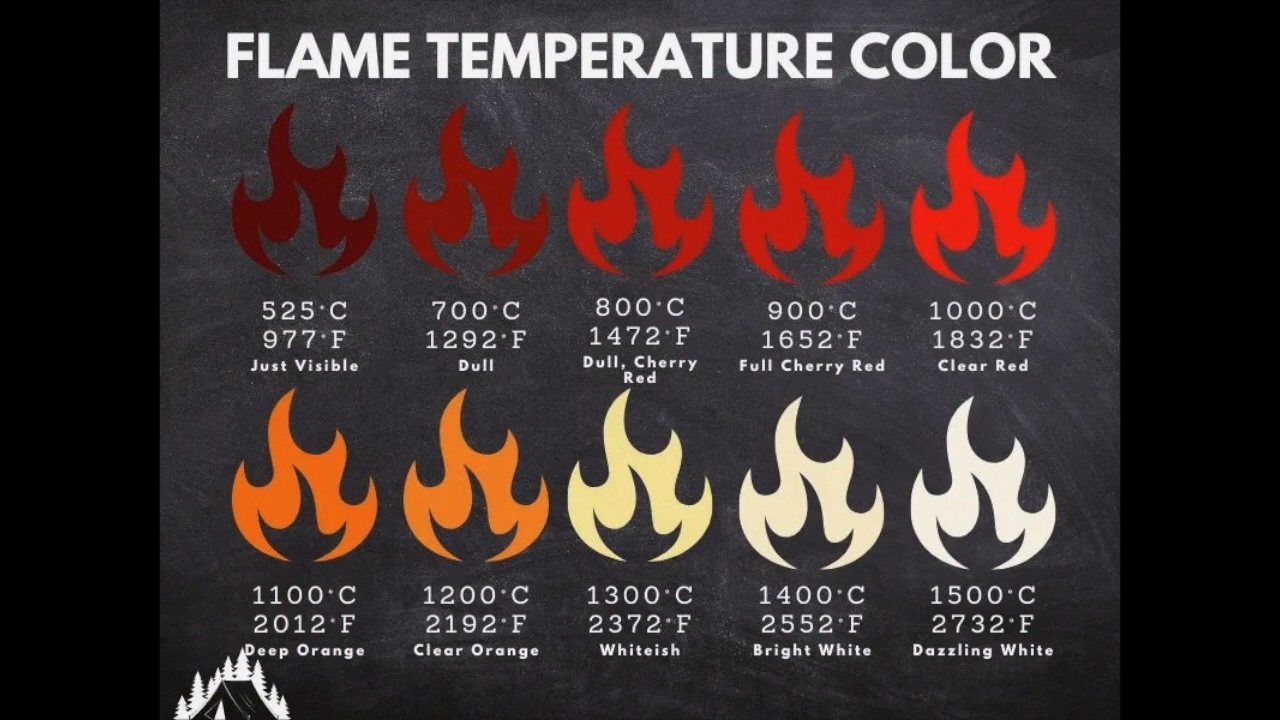 FLAME TEMPERATURE COLOR
525°C
977°F
Just Visible
700°C
1292°F
Dull
800°C
1472°F
Dull, Cherry
Red
900°C
1652°F
Full Cherry Red
1000°C
1832°F
Clear Red
1100°C
2012°F
Deep Orange
1200°C
2192°F
Clear Orange
1300°C
2372°F
Whiteish
1400°C
2552°F
Bright White
1500°C
2732°F
Dazzling White